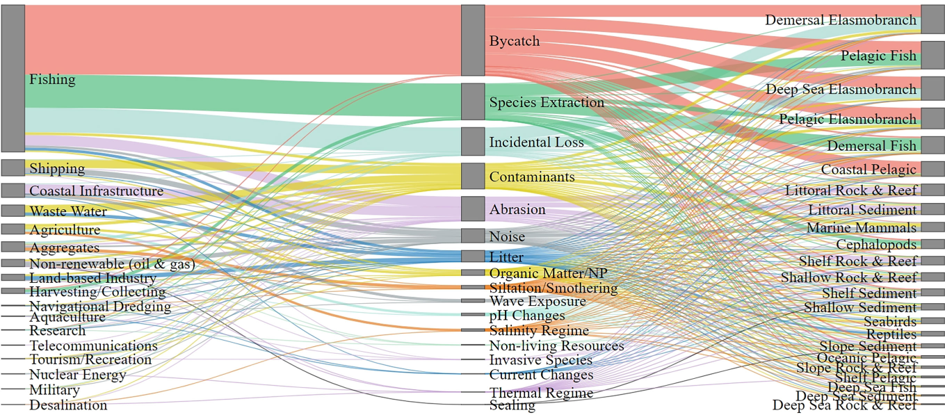 Fishing
Shipping
Coastal Infrastructure
Waste Water
Agriculture
Aggregates
Non-renewable (oil & gas)
Land-based Industry
Harvesting/Collecting
Navigational Dredging
Aquaculture
Research
Telecommunications
Tourism/Recreation
Nuclear Energy
Military
Desalination
Bycatch
Species Extraction
Incidental Loss
Contaminants
Abrasion
Noise
Litter
Organic Matter/NP
Siltation/Smothering
Wave Exposure
pH Changes
Salinity Regime
Non-living Resources
Invasive Species
Current Changes
Thermal Regime
Sealing
Demersal Elasmobranch
Pelagic Fish
Deep Sea Elasmobranch
Pelagic Elasmobranch
Demersal Fish
Coastal Pelagic
Littoral Rock & Reef
Littoral Sediment
Marine Mammals
Cephalopods
Shelf Rock & Reef
Shallow Rock & Reef
Shelf Sediment
Shallow Sediment
Seabirds
Reptiles
Slope Sediment
Oceanic Pelagic
Slope Rock & Reef
Shelf Pelagic
Deep Sea Fish
Deep Sea Sediment
Deep Sea Rock & Reef